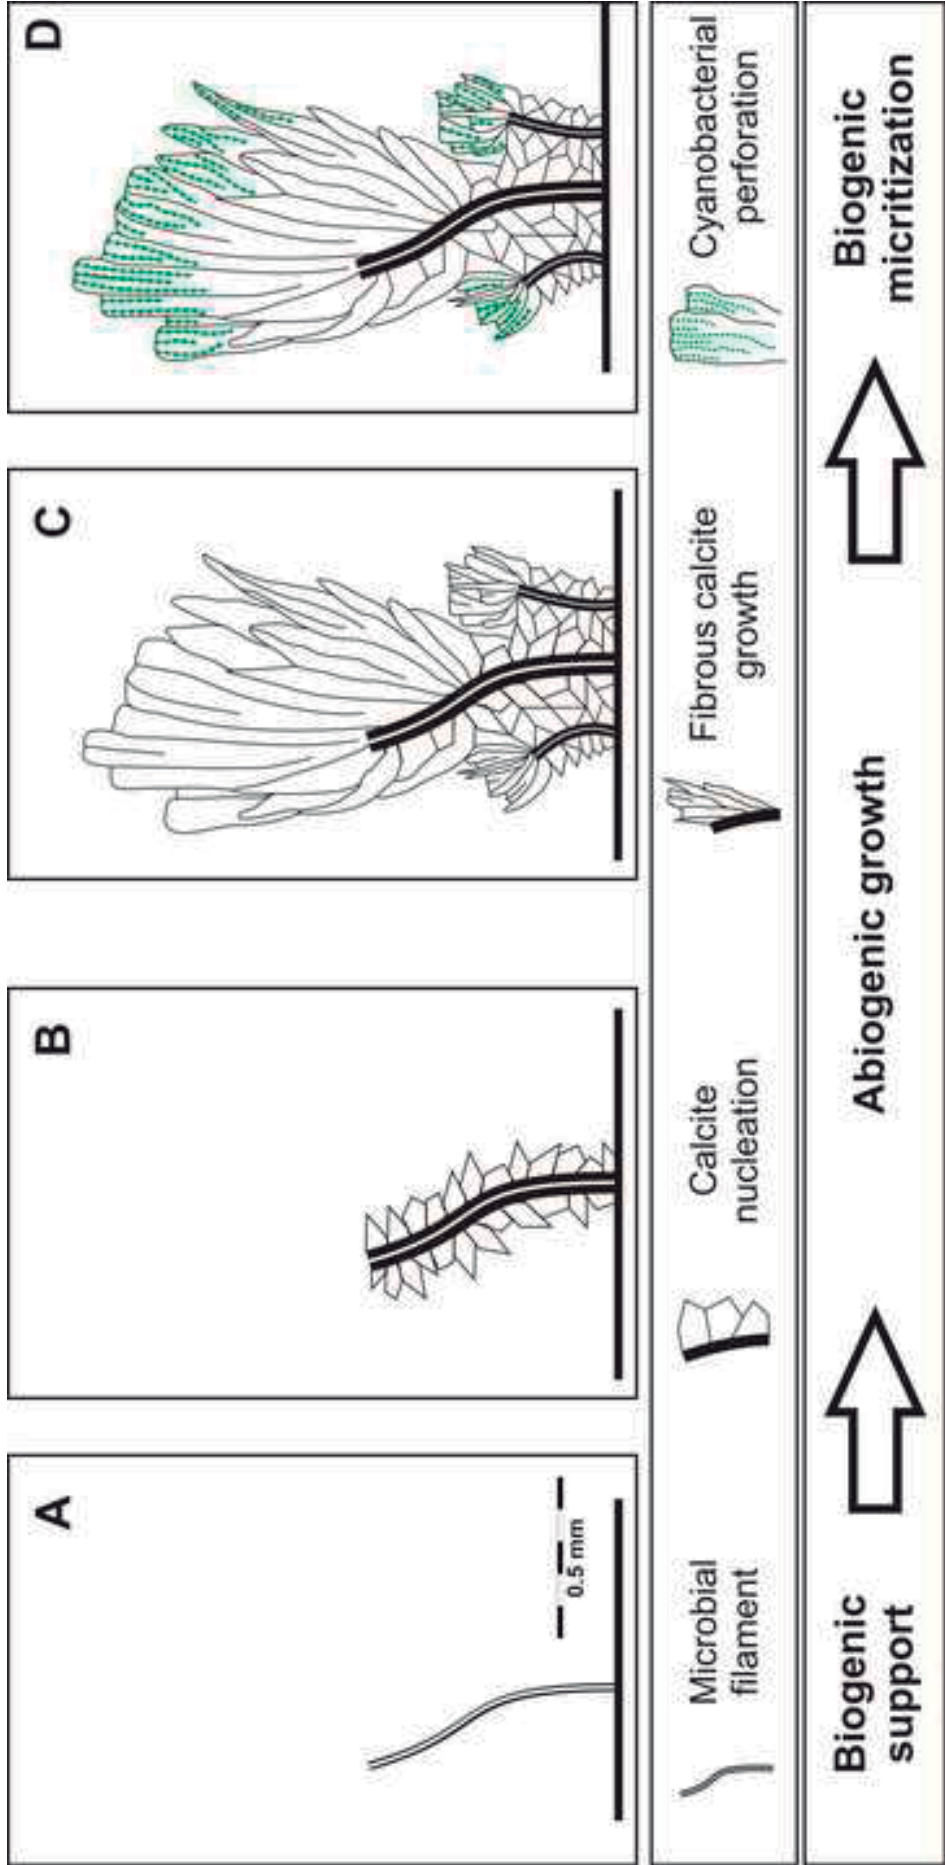 A
B
C
D
0.5 mm
Microbial
filament
Calcite
nucleation
Fibrous calcite
growth
Cyanobacterial
perforation
Biogenic
support
Abiogenic growth
Biogenic
micritization